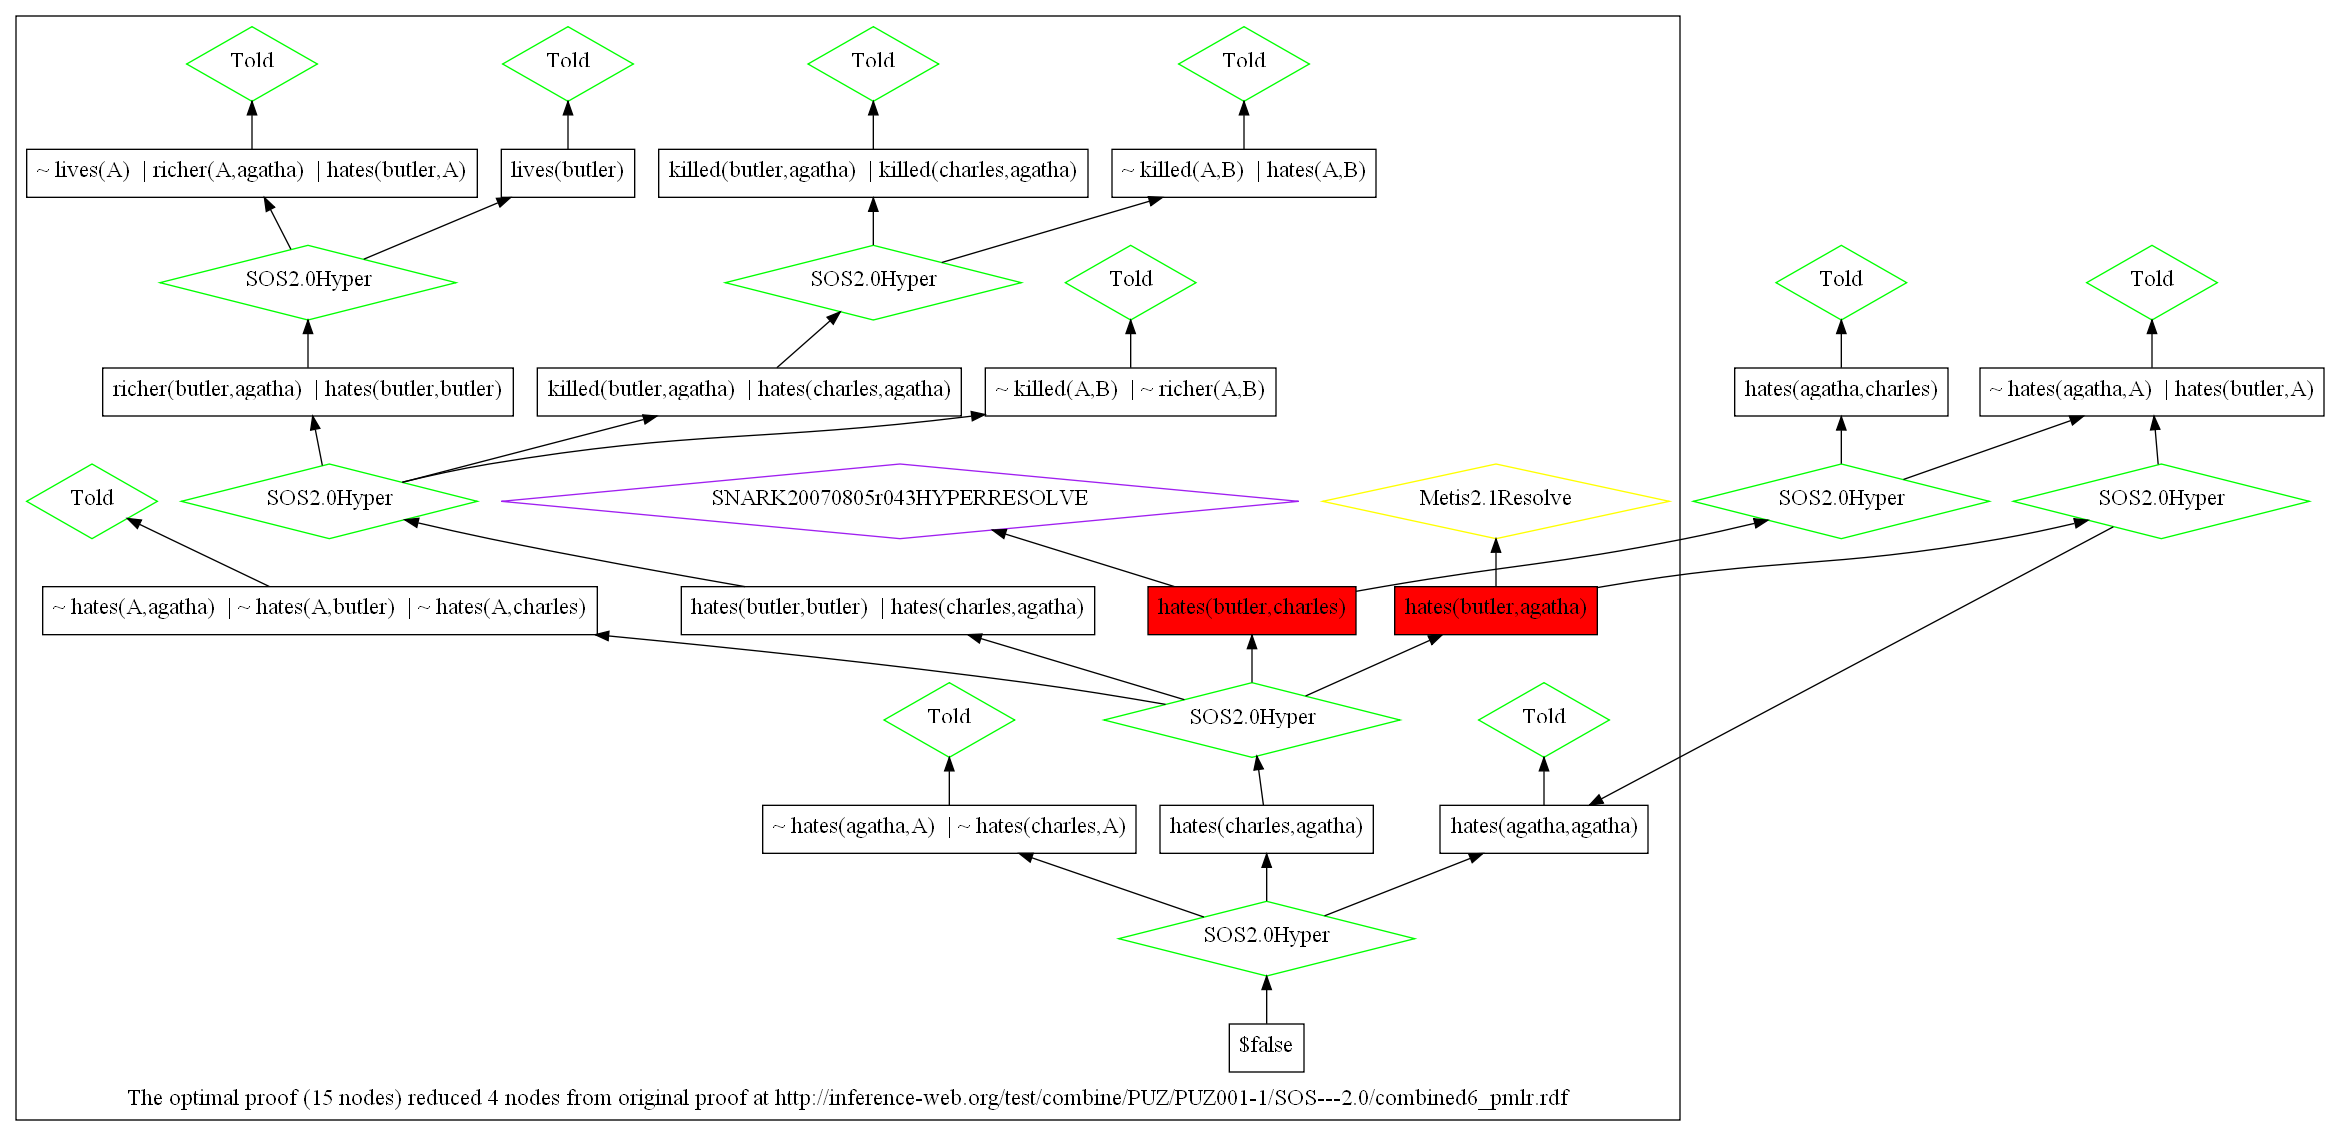 Told
Told
Told
Told
~ lives(A) | richer(A,agatha) | hates(butler,A)
lives(butler)
killed(butler,agatha) | killed(charles,agatha)
~ killed(A,B) | hates(A,B)
SOS2.0Hyper
SOS2.0Hyper
Told
Told
Told
richer(butler,agatha) | hates(butler,butler)
killed(butler,agatha) | hates(charles,agatha)
~ killed(A,B) | ~ richer(A,B)
hates(agatha,charles)
~ hates(agatha,A) | hates(butler,A)
Told
SOS2.0Hyper
SNARK20070805r043HYPERRESOLVE
Metis2.1Resolve
SOS2.0Hyper
SOS2.0Hyper
~ hates(A,agatha) | ~ hates(A,butler) | ~ hates(A,charles)
hates(butler,butler) | hates(charles,agatha)
hates(butler,charles)
hates(butler,agatha)
Told
SOS2.0Hyper
Told
~ hates(agatha,A) | ~ hates(charles,A)
hates(charles,agatha)
hates(agatha,agatha)
SOS2.0Hyper
$false
The optimal proof (15 nodes) reduced 4 nodes from original proof at http://inference-web.org/test/combine/PUZ/PUZ001-1/SOS---2.0/combined6_pmlr.rdf